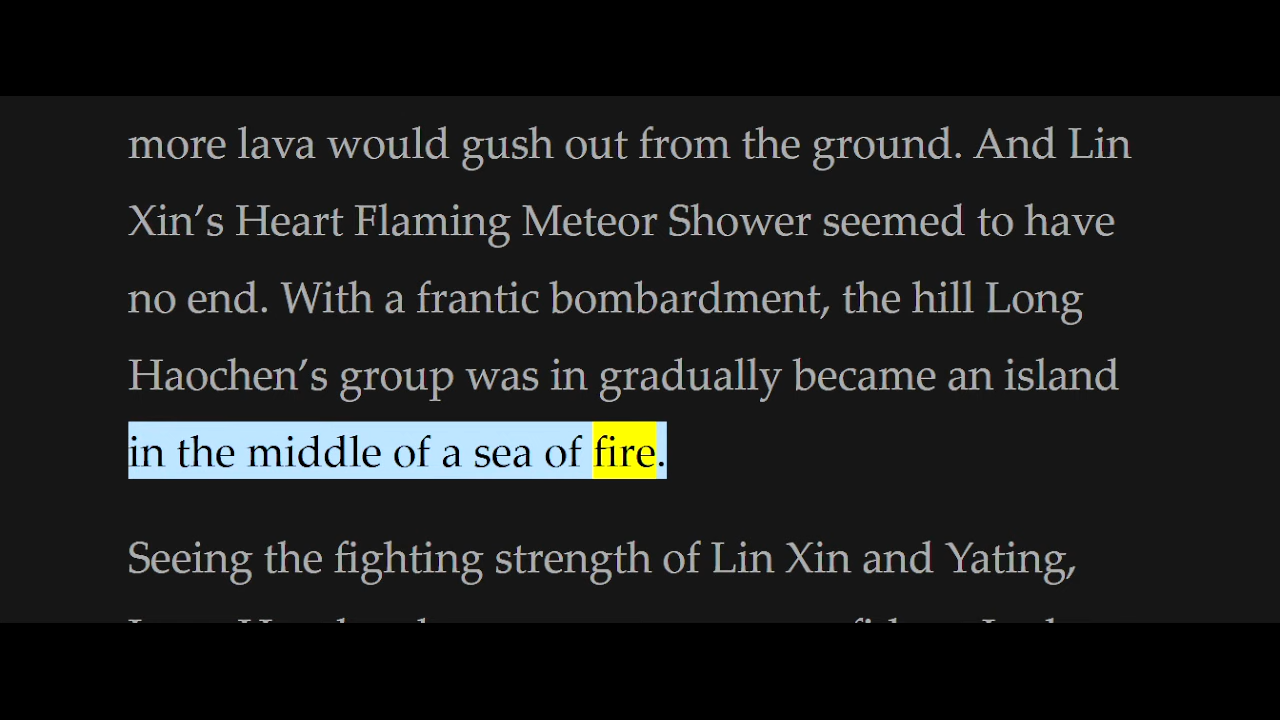 more lava would gush out from the ground. And Lin
Xin’s Heart Flaming Meteor Shower seemed to have
no end. With a frantic bombardment, the hill Long
Haochen’s group was in gradually became an island
in the middle of a sea of fire.
Seeing the fighting strength of Lin Xin and Yating,